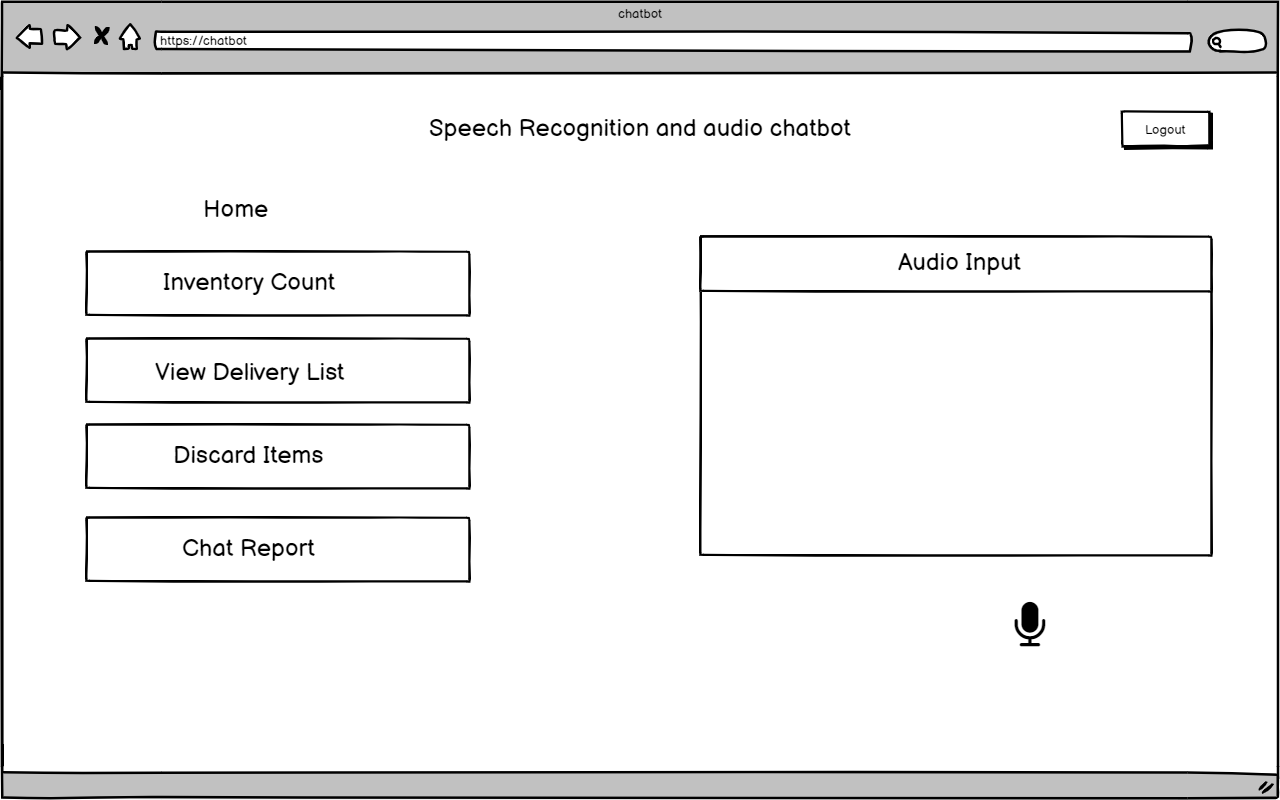 chatbot
https://chatbot
Speech Recognition and audio chatbot
Logout
Home
Inventory Count
View Delivery List
Discard Items
Chat Report
Audio Input